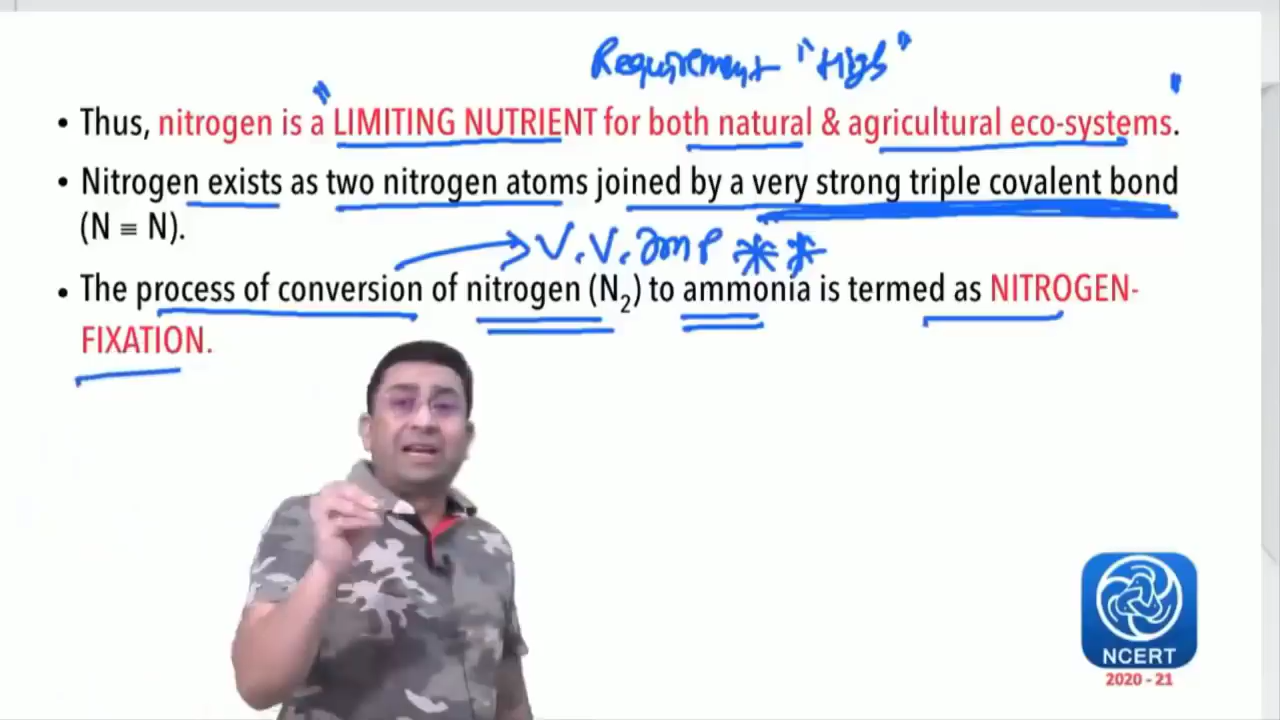 Requirement "High"
• Thus, nitrogen is a "LIMITING NUTRIENT for both natural & agricultural eco-systems."
• Nitrogen exists as two nitrogen atoms joined by a very strong triple covalent bond
(N ≡ N).
V.V. Imp **
• The process of conversion of nitrogen (N₂) to ammonia is termed as NITROGEN-
FIXATION.
NCERT
2020 - 21